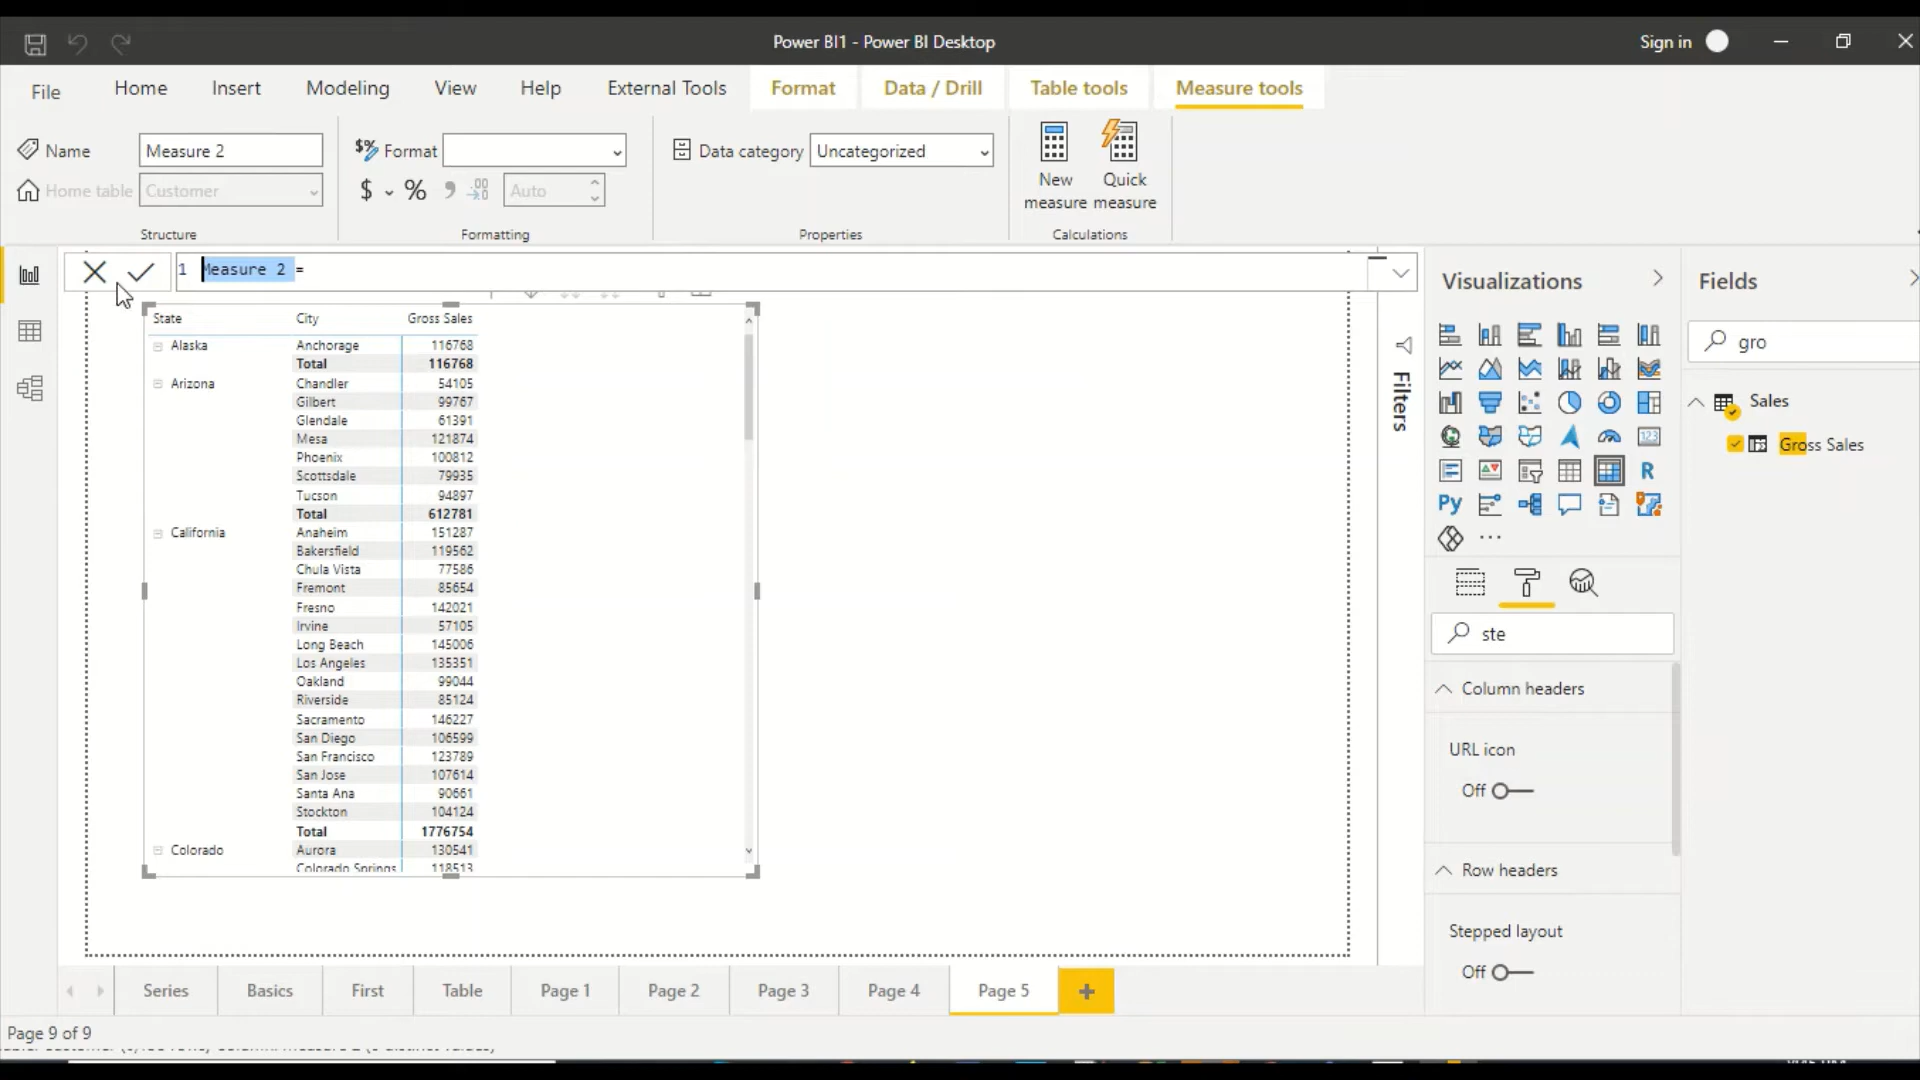 Power BI1 - Power BI Desktop
Sign in
File
Home
Insert
Modeling
View
Help
External Tools
Format
Data / Drill
Table tools
Measure tools
Name
Measure 2
Home table
Customer
Structure
Format
$
%
Auto
Formatting
Data category
Uncategorized
Properties
New measure
Quick measure
Calculations
1 Measure 2 =
State City Gross Sales
Alaska Anchorage 116768
Total 116768
Arizona Chandler 54105
Gilbert 99767
Glendale 61391
Mesa 121874
Phoenix 100812
Scottsdale 79935
Tucson 94897
Total 612781
California Anaheim 151287
Bakersfield 119562
Chula Vista 77586
Fremont 85654
Fresno 142021
Irvine 57105
Long Beach 145006
Los Angeles 135351
Oakland 99044
Riverside 85124
Sacramento 146227
San Diego 106599
San Francisco 123789
San Jose 107614
Santa Ana 90661
Stockton 104124
Total 1776754
Colorado Aurora 130541
Colorado Springs 118513
Filters
Visualizations
123
R
Py
ste
Column headers
URL icon
Off
Row headers
Stepped layout
Off
Fields
gro
Sales
Gross Sales
Series
Basics
First
Table
Page 1
Page 2
Page 3
Page 4
Page 5
Page 9 of 9